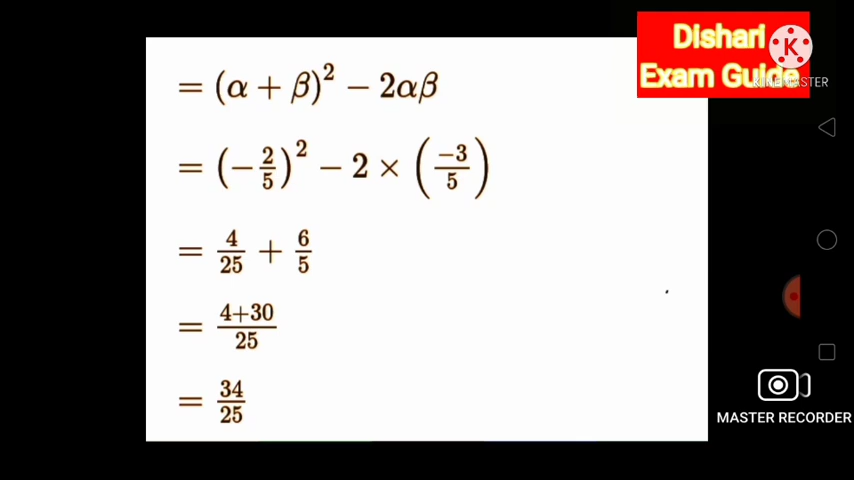 Dishari
Exam Guide
KINEMASTER
= (α + β)² − 2αβ
= (−2/5)² − 2 × (−3/5)
= 4/25 + 6/5
= 4+30/25
= 34/25
MASTER RECORDER